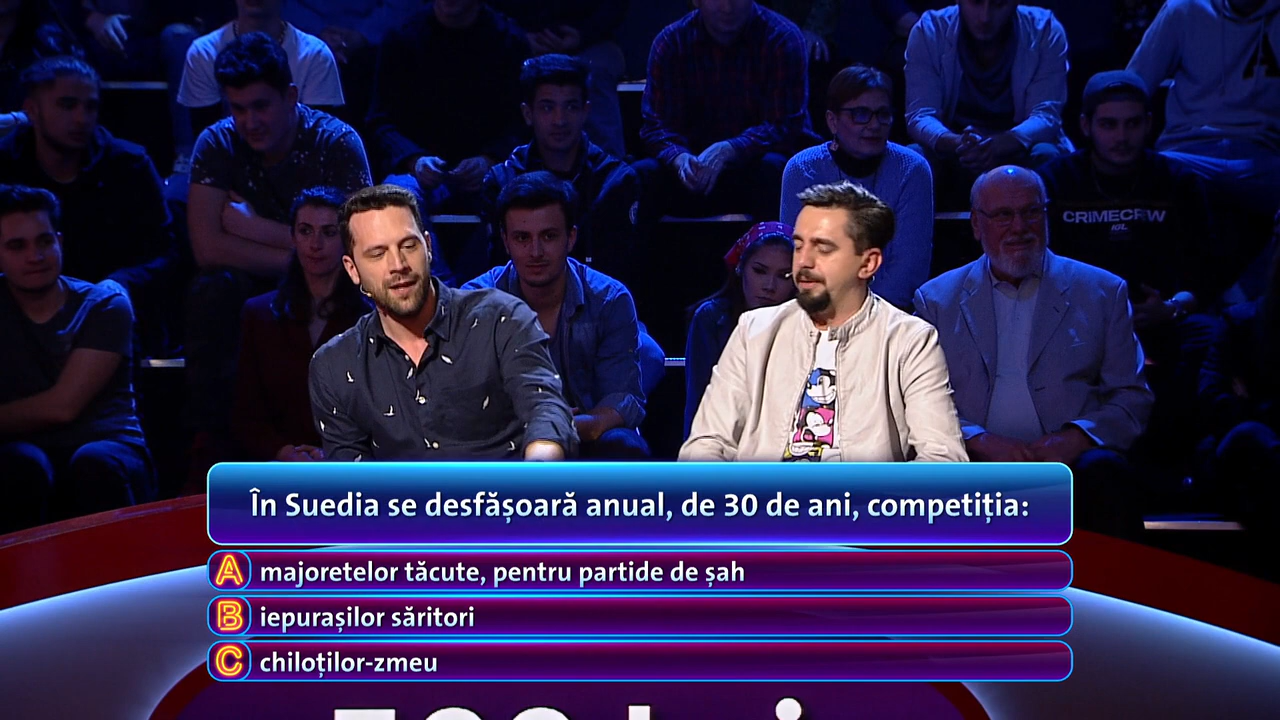 CRIMECREW
IGL
În Suedia se desfășoară anual, de 30 de ani, competiția:
A majoretelor tăcute, pentru partide de șah
B iepurașilor săritori
C chiloților-zmeu